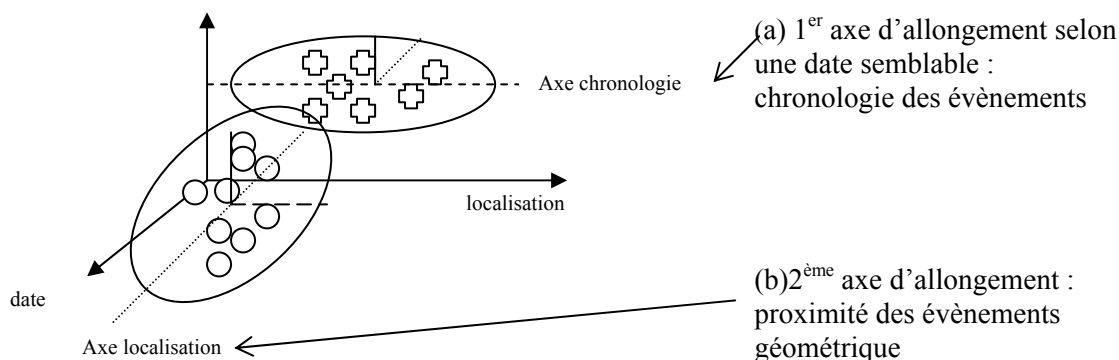 (a) 1er axe d’allongement selon
une date semblable :
chronologie des évènements
Axe chronologie
localisation
date
Axe localisation
(b)2ème axe d’allongement :
proximité des évènements
géométrique